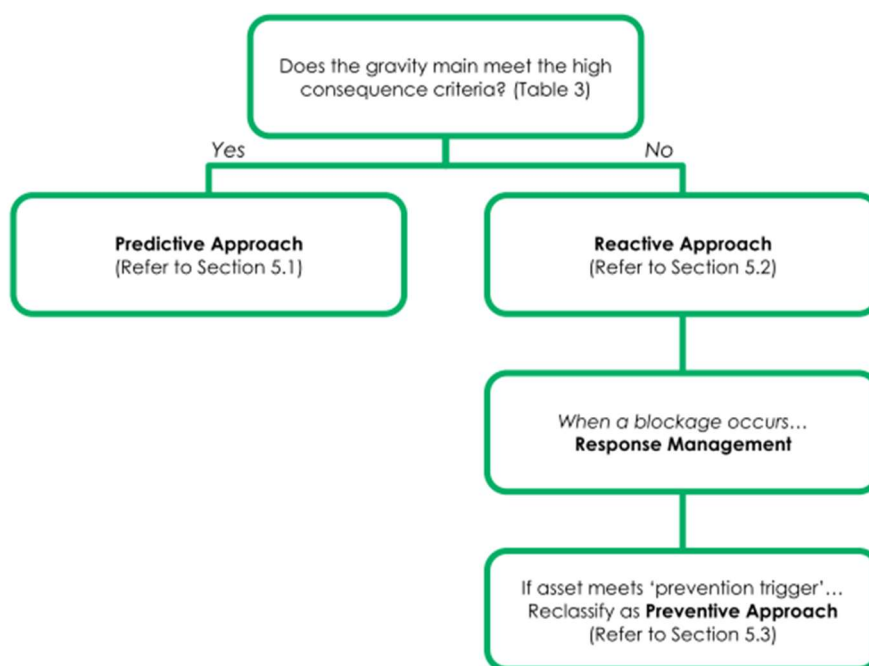 Does the gravity main meet the high
consequence criteria? (Table 3)
Yes
No
Predictive Approach
(Refer to Section 5.1)
Reactive Approach
(Refer to Section 5.2)
When a blockage occurs…
Response Management
If asset meets ‘prevention trigger’…
Reclassify as Preventive Approach
(Refer to Section 5.3)